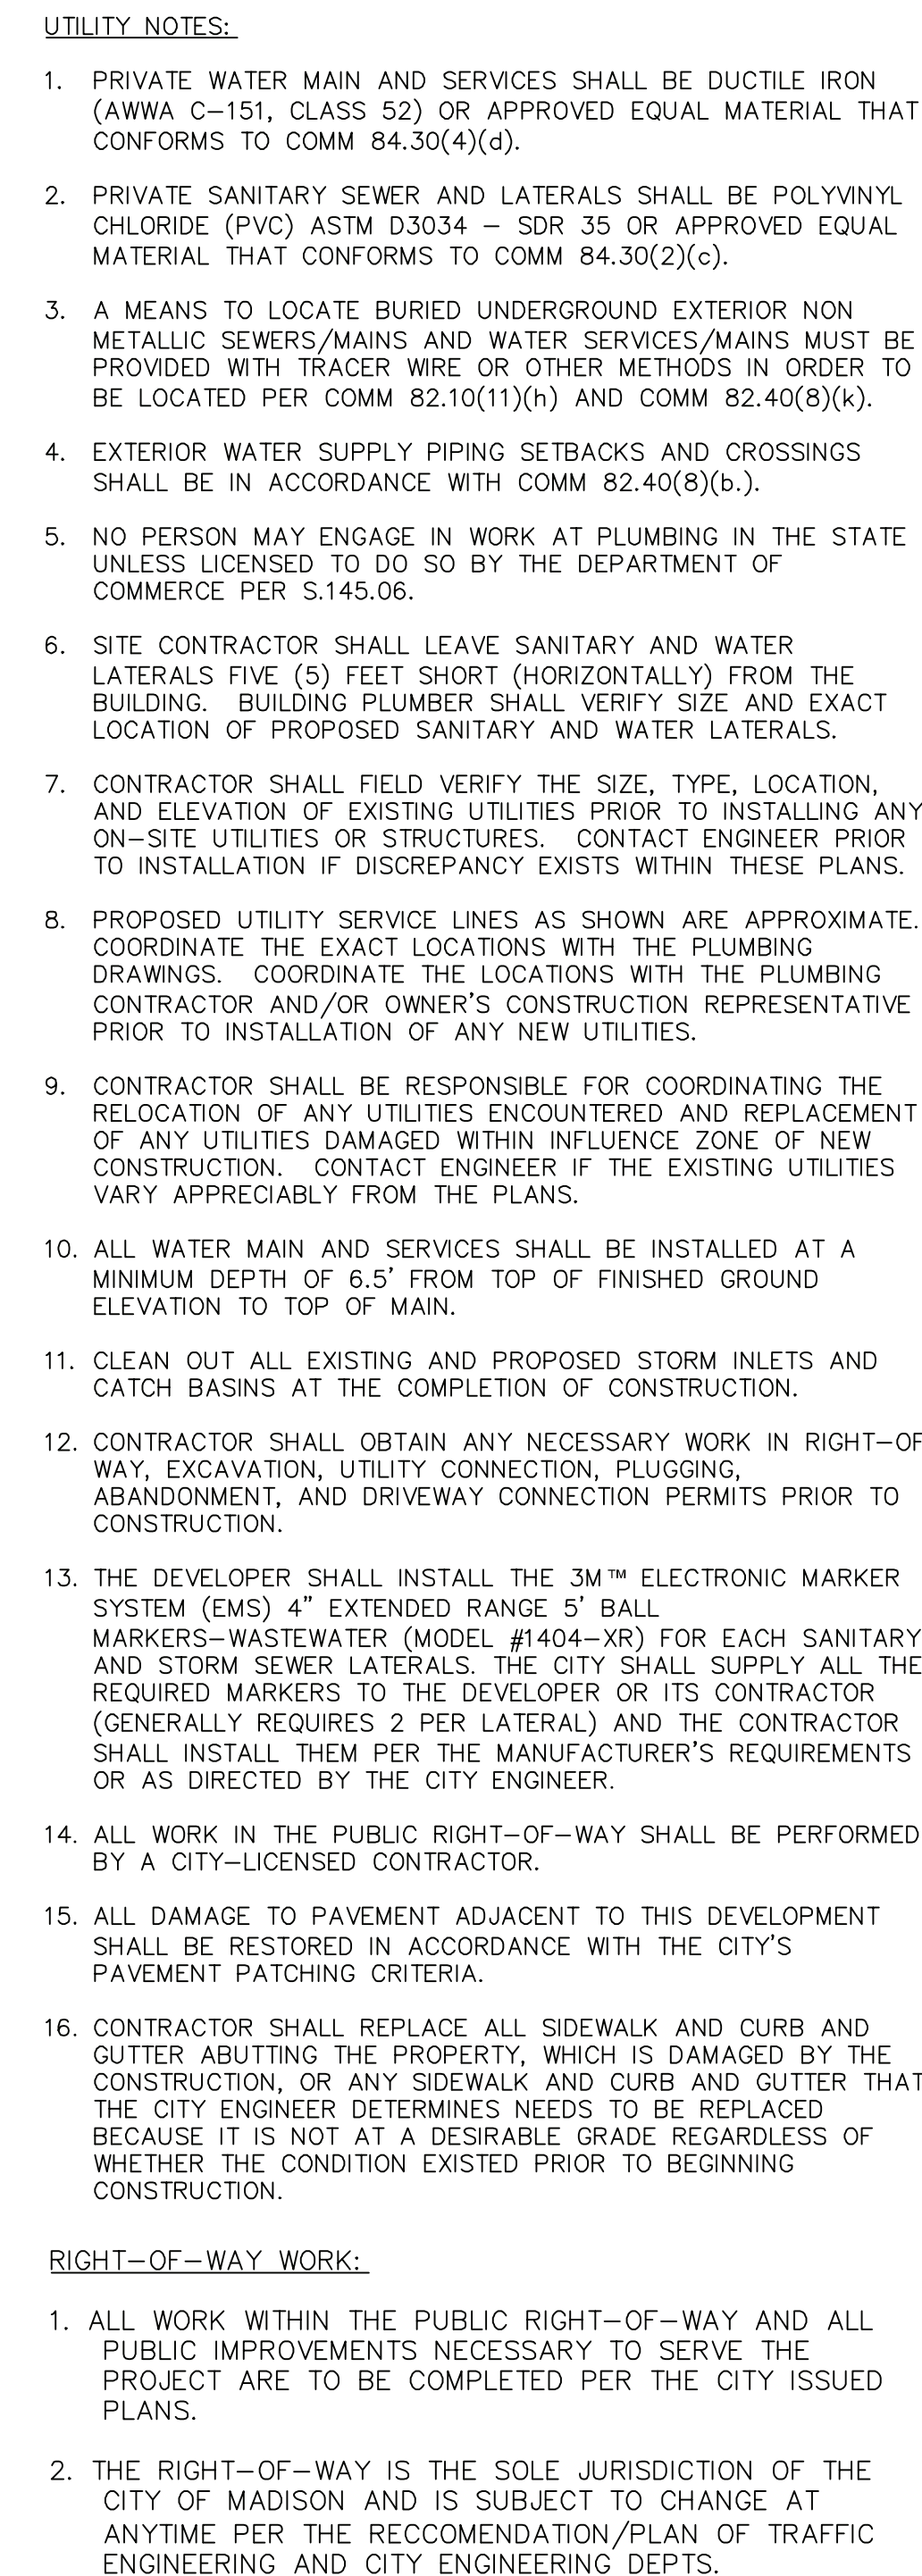 UTILITY NOTES:
1. PRIVATE WATER MAIN AND SERVICES SHALL BE DUCTILE IRON
(AWWA C-151, CLASS 52) OR APPROVED EQUAL MATERIAL THAT
CONFORMS TO COMM 84.30(4)(d).
2. PRIVATE SANITARY SEWER AND LATERALS SHALL BE POLYVINYL
CHLORIDE (PVC) ASTM D3034 - SDR 35 OR APPROVED EQUAL
MATERIAL THAT CONFORMS TO COMM 84.30(2)(c).
3. A MEANS TO LOCATE BURIED UNDERGROUND EXTERIOR NON
METALLIC SEWERS/MAINS AND WATER SERVICES/MAINS MUST BE
PROVIDED WITH TRACER WIRE OR OTHER METHODS IN ORDER TO
BE LOCATED PER COMM 82.10(11)(h) AND COMM 82.40(8)(k).
4. EXTERIOR WATER SUPPLY PIPING SETBACKS AND CROSSINGS
SHALL BE IN ACCORDANCE WITH COMM 82.40(8)(b.).
5. NO PERSON MAY ENGAGE IN WORK AT PLUMBING IN THE STATE
UNLESS LICENSED TO DO SO BY THE DEPARTMENT OF
COMMERCE PER S.145.06.
6. SITE CONTRACTOR SHALL LEAVE SANITARY AND WATER
LATERALS FIVE (5) FEET SHORT (HORIZONTALLY) FROM THE
BUILDING. BUILDING PLUMBER SHALL VERIFY SIZE AND EXACT
LOCATION OF PROPOSED SANITARY AND WATER LATERALS.
7. CONTRACTOR SHALL FIELD VERIFY THE SIZE, TYPE, LOCATION,
AND ELEVATION OF EXISTING UTILITIES PRIOR TO INSTALLING ANY
ON-SITE UTILITIES OR STRUCTURES. CONTACT ENGINEER PRIOR
TO INSTALLATION IF DISCREPANCY EXISTS WITHIN THESE PLANS.
8. PROPOSED UTILITY SERVICE LINES AS SHOWN ARE APPROXIMATE.
COORDINATE THE EXACT LOCATIONS WITH THE PLUMBING
DRAWINGS. COORDINATE THE LOCATIONS WITH THE PLUMBING
CONTRACTOR AND/OR OWNER'S CONSTRUCTION REPRESENTATIVE
PRIOR TO INSTALLATION OF ANY NEW UTILITIES.
9. CONTRACTOR SHALL BE RESPONSIBLE FOR COORDINATING THE
RELOCATION OF ANY UTILITIES ENCOUNTERED AND REPLACEMENT
OF ANY UTILITIES DAMAGED WITHIN INFLUENCE ZONE OF NEW
CONSTRUCTION. CONTACT ENGINEER IF THE EXISTING UTILITIES
VARY APPRECIABLY FROM THE PLANS.
10. ALL WATER MAIN AND SERVICES SHALL BE INSTALLED AT A
MINIMUM DEPTH OF 6.5' FROM TOP OF FINISHED GROUND
ELEVATION TO TOP OF MAIN.
11. CLEAN OUT ALL EXISTING AND PROPOSED STORM INLETS AND
CATCH BASINS AT THE COMPLETION OF CONSTRUCTION.
12. CONTRACTOR SHALL OBTAIN ANY NECESSARY WORK IN RIGHT-OF
WAY, EXCAVATION, UTILITY CONNECTION, PLUGGING,
ABANDONMENT, AND DRIVEWAY CONNECTION PERMITS PRIOR TO
CONSTRUCTION.
13. THE DEVELOPER SHALL INSTALL THE 3M™ ELECTRONIC MARKER
SYSTEM (EMS) 4" EXTENDED RANGE 5' BALL
MARKERS-WASTEWATER (MODEL #1404-XR) FOR EACH SANITARY
AND STORM SEWER LATERALS. THE CITY SHALL SUPPLY ALL THE
REQUIRED MARKERS TO THE DEVELOPER OR ITS CONTRACTOR
(GENERALLY REQUIRES 2 PER LATERAL) AND THE CONTRACTOR
SHALL INSTALL THEM PER THE MANUFACTURER'S REQUIREMENTS
OR AS DIRECTED BY THE CITY ENGINEER.
14. ALL WORK IN THE PUBLIC RIGHT-OF-WAY SHALL BE PERFORMED
BY A CITY-LICENSED CONTRACTOR.
15. ALL DAMAGE TO PAVEMENT ADJACENT TO THIS DEVELOPMENT
SHALL BE RESTORED IN ACCORDANCE WITH THE CITY'S
PAVEMENT PATCHING CRITERIA.
16. CONTRACTOR SHALL REPLACE ALL SIDEWALK AND CURB AND
GUTTER ABUTTING THE PROPERTY, WHICH IS DAMAGED BY THE
CONSTRUCTION, OR ANY SIDEWALK AND CURB AND GUTTER THAT
THE CITY ENGINEER DETERMINES NEEDS TO BE REPLACED
BECAUSE IT IS NOT AT A DESIRABLE GRADE REGARDLESS OF
WHETHER THE CONDITION EXISTED PRIOR TO BEGINNING
CONSTRUCTION.
RIGHT-OF-WAY WORK:
1. ALL WORK WITHIN THE PUBLIC RIGHT-OF-WAY AND ALL
PUBLIC IMPROVEMENTS NECESSARY TO SERVE THE
PROJECT ARE TO BE COMPLETED PER THE CITY ISSUED
PLANS.
2. THE RIGHT-OF-WAY IS THE SOLE JURISDICTION OF THE
CITY OF MADISON AND IS SUBJECT TO CHANGE AT
ANYTIME PER THE RECCOMENDATION/PLAN OF TRAFFIC
ENGINEERING AND CITY ENGINEERING DEPTS.